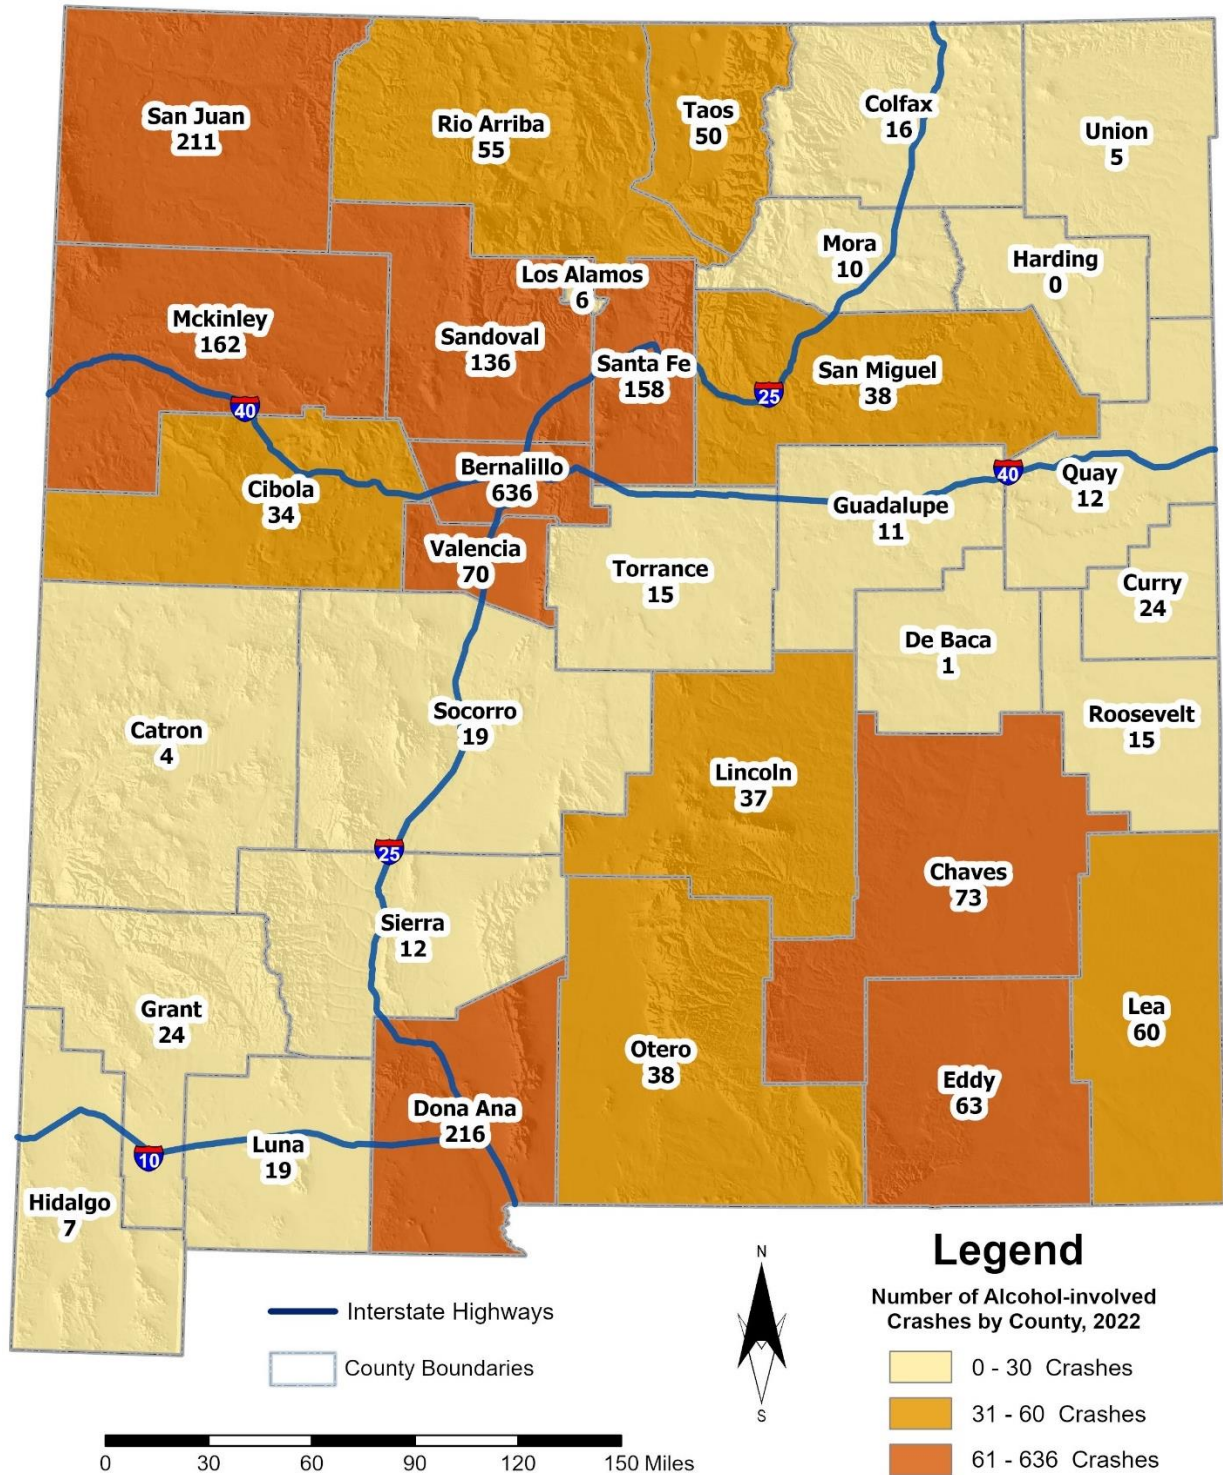 San Juan
211
Rio Arriba
55
Taos
50
Colfax
16
Union
5
Mora
10
Harding
0
Los Alamos
6
Mckinley
162
Sandoval
136
Santa Fe
158
San Miguel
38
25
40
Bernalillo
636
40
Quay
12
Cibola
34
Guadalupe
11
Valencia
70
Torrance
15
Curry
24
De Baca
1
Catron
4
Socorro
19
Roosevelt
15
Lincoln
37
25
Chaves
73
Sierra
12
Grant
24
Lea
60
Otero
38
Eddy
63
Dona Ana
216
10
Luna
19
Hidalgo
7
Legend
Number of Alcohol-involved
Crashes by County, 2022
0 - 30 Crashes
31 - 60 Crashes
61 - 636 Crashes
Interstate Highways
County Boundaries
N
S
0 30 60 90 120 150 Miles